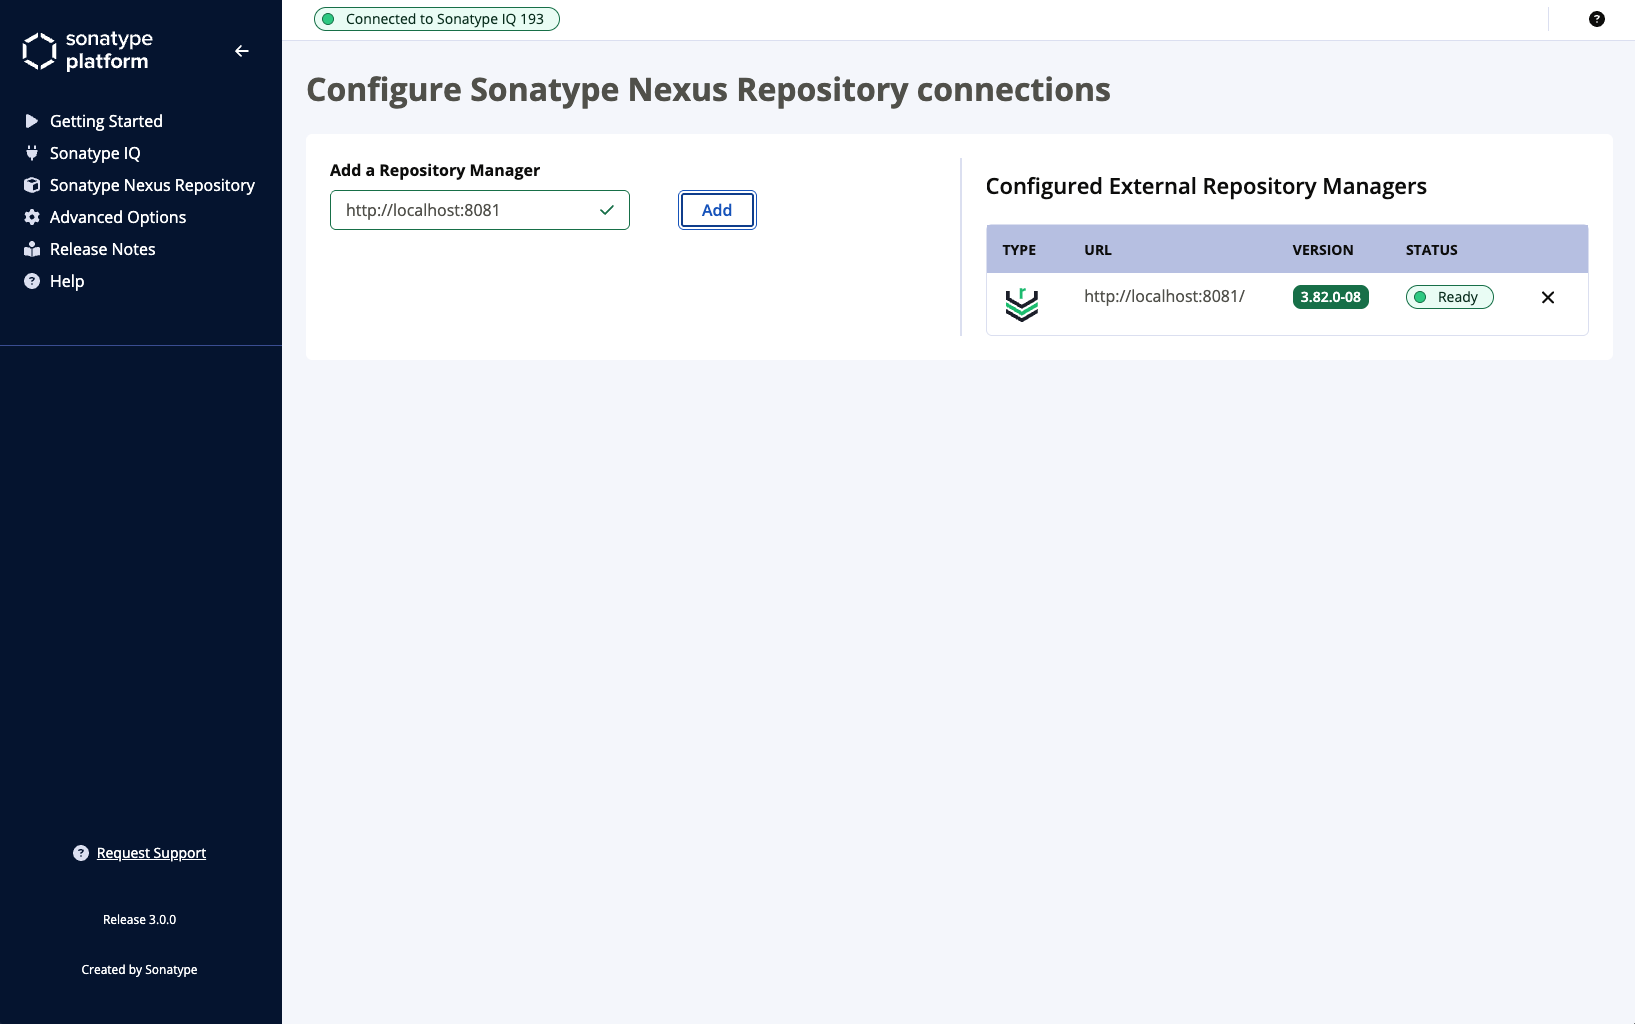 sonatype
platform
Getting Started
Sonatype IQ
Sonatype Nexus Repository
Advanced Options
Release Notes
? Help
? Request Support
Release 3.0.0
Created by Sonatype
Connected to Sonatype IQ 193
?
Configure Sonatype Nexus Repository connections
Add a Repository Manager
http://localhost:8081
Add
Configured External Repository Managers
TYPE URL VERSION STATUS
r http://localhost:8081/ 3.82.0-08 Ready